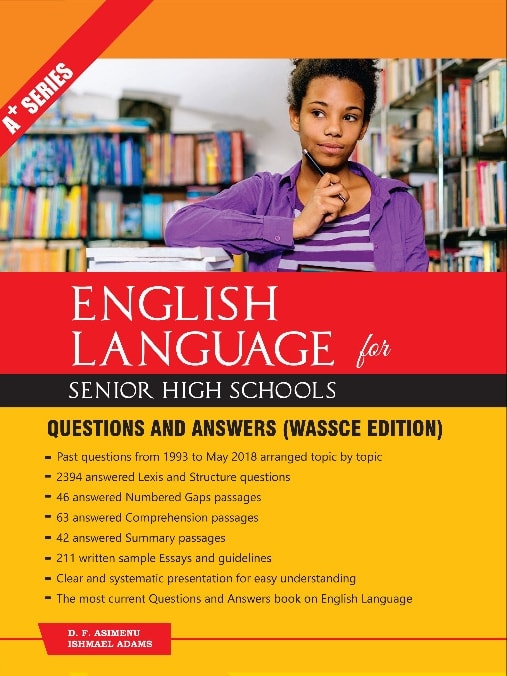 A+ SERIES
ENGLISH
LANGUAGE for
SENIOR HIGH SCHOOLS
QUESTIONS AND ANSWERS (WASSCE EDITION)
- Past questions from 1993 to May 2018 arranged topic by topic
- 2394 answered Lexis and Structure questions
- 46 answered Numbered Gaps passages
- 63 answered Comprehension passages
- 42 answered Summary passages
- 211 written sample Essays and guidelines
- Clear and systematic presentation for easy understanding
- The most current Questions and Answers book on English Language
D. F. ASIMENU
ISHMAEL ADAMS